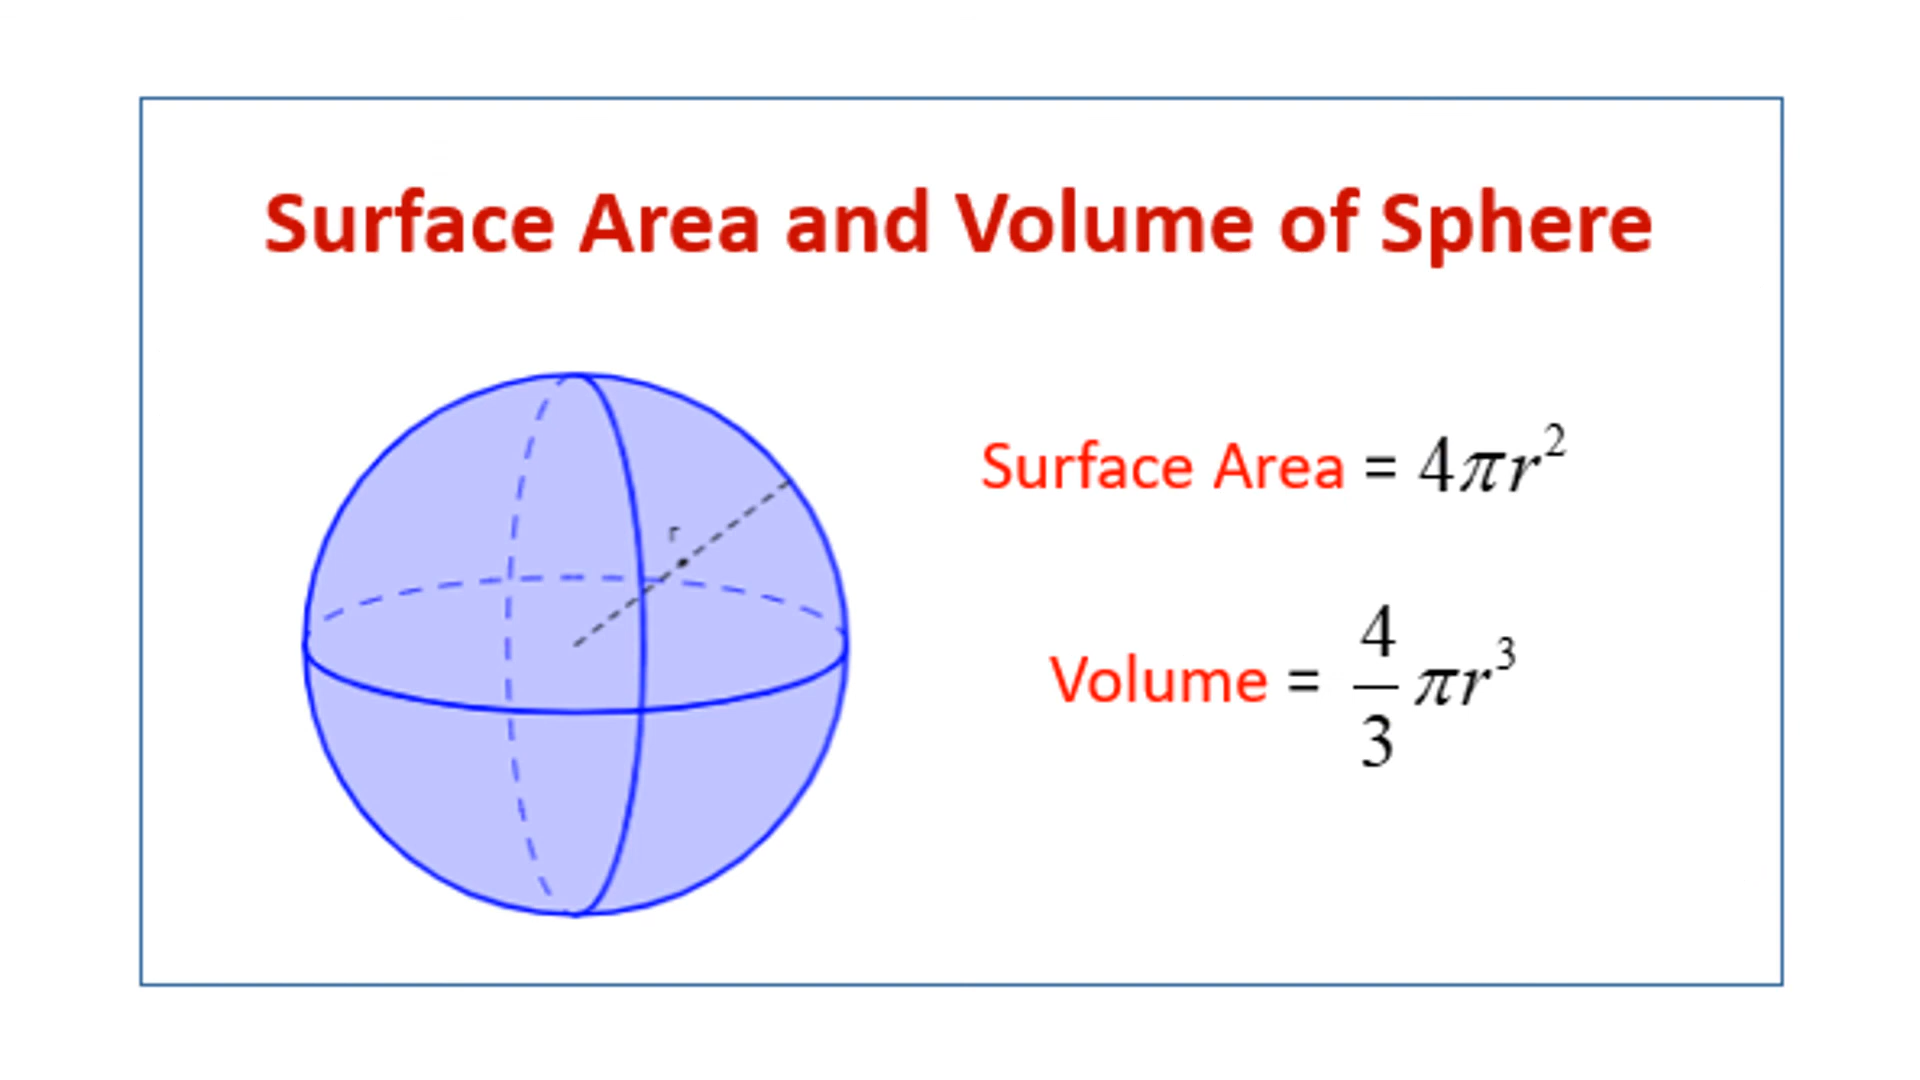 Surface Area and Volume of Sphere
r
Surface Area = 4πr²
Volume = 4/3 πr³